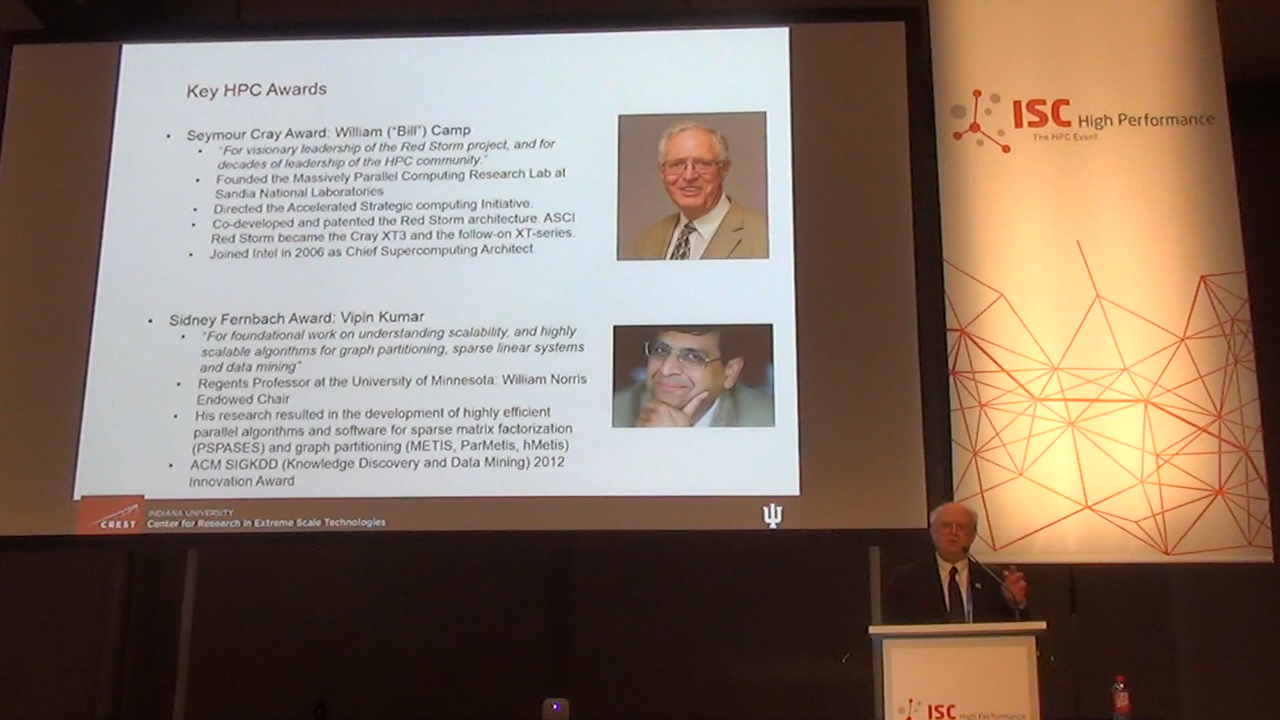 Key HPC Awards
• Seymour Cray Award: William (“Bill”) Camp
• “For visionary leadership of the Red Storm project, and for
decades of leadership of the HPC community.”
• Founded the Massively Parallel Computing Research Lab at
Sandia National Laboratories
• Directed the Accelerated Strategic computing Initiative.
• Co-developed and patented the Red Storm architecture. ASCI
Red Storm became the Cray XT3 and the follow-on XT-series.
• Joined Intel in 2006 as Chief Supercomputing Architect.
• Sidney Fernbach Award: Vipin Kumar
• “For foundational work on understanding scalability, and highly
scalable algorithms for graph partitioning, sparse linear systems
and data mining”
• Regents Professor at the University of Minnesota: William Norris
Endowed Chair
• His research resulted in the development of highly efficient
parallel algorithms and software for sparse matrix factorization
(PSPASES) and graph partitioning (METIS, ParMetis, hMetis)
• ACM SIGKDD (Knowledge Discovery and Data Mining) 2012
Innovation Award
CREST
INDIANA UNIVERSITY
Center for Research in Extreme Scale Technologies
ISC High Performance
The HPC Event.
ISC High Performance